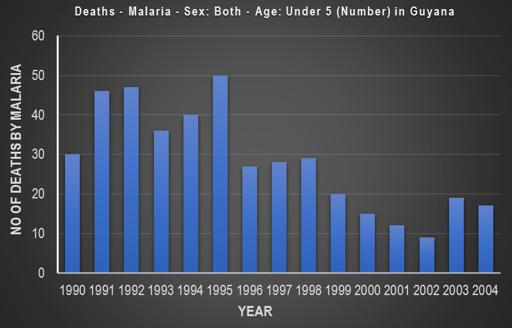 Deaths - Malaria - Sex: Both - Age: Under 5 (Number) in Guyana
NO OF DEATHS BY MALARIA
60
50
40
30
20
10
0
1990 1991 1992 1993 1994 1995 1996 1997 1998 1999 2000 2001 2002 2003 2004
YEAR